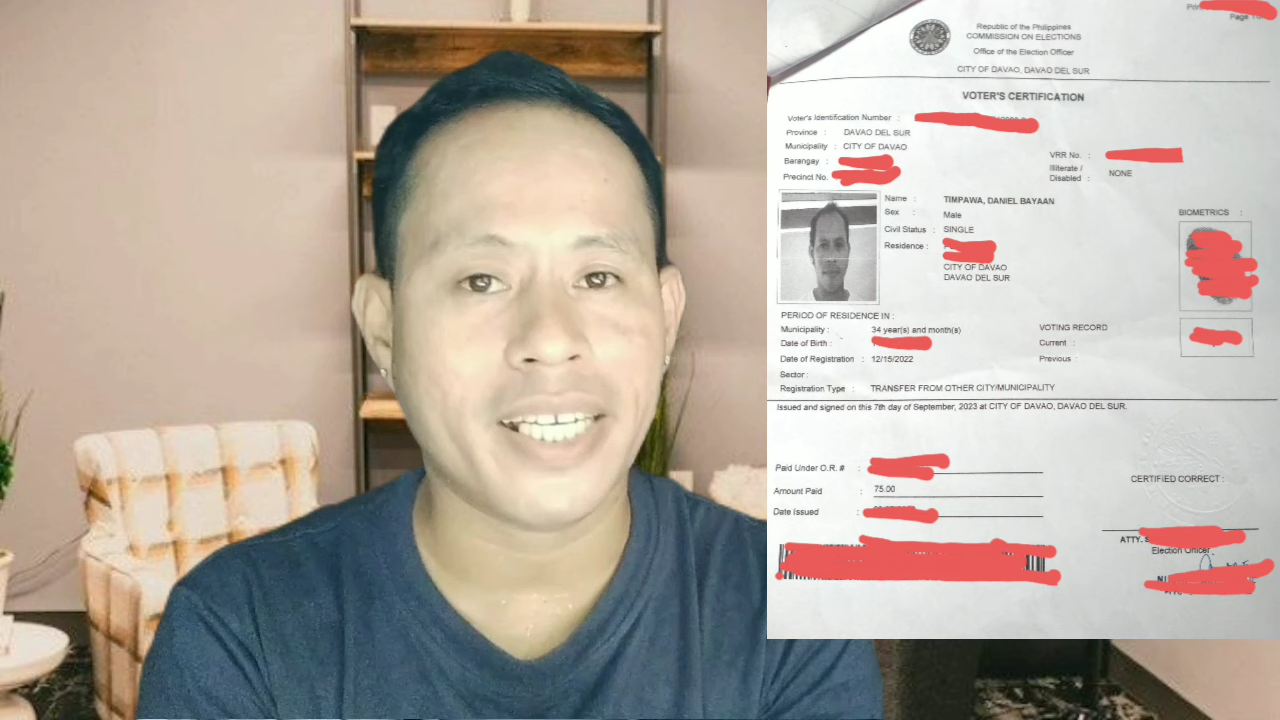 Page
Republic of the Philippines
COMMISSION ON ELECTIONS
Office of the Election Officer
CITY OF DAVAO, DAVAO DEL SUR
VOTER'S CERTIFICATION
Voter's Identification Number :
Province : DAVAO DEL SUR
Municipality : CITY OF DAVAO
Barangay :
Precinct No.
VRR No. :
Illiterate /
Disabled : NONE
Name : TIMPAWA, DANIEL BAYAAN
Sex : Male
Civil Status : SINGLE
Residence :
CITY OF DAVAO
DAVAO DEL SUR
BIOMETRICS :
PERIOD OF RESIDENCE IN :
Municipality : 34 year(s) and month(s)
Date of Birth :
Date of Registration : 12/15/2022
Sector :
Registration Type : TRANSFER FROM OTHER CITY/MUNICIPALITY
VOTING RECORD
Current :
Previous :
Issued and signed on this 7th day of September, 2023 at CITY OF DAVAO, DAVAO DEL SUR.
Paid Under O.R. # :
Amount Paid : 75.00
Date Issued :
CERTIFIED CORRECT :
ATTY.
Election Officer